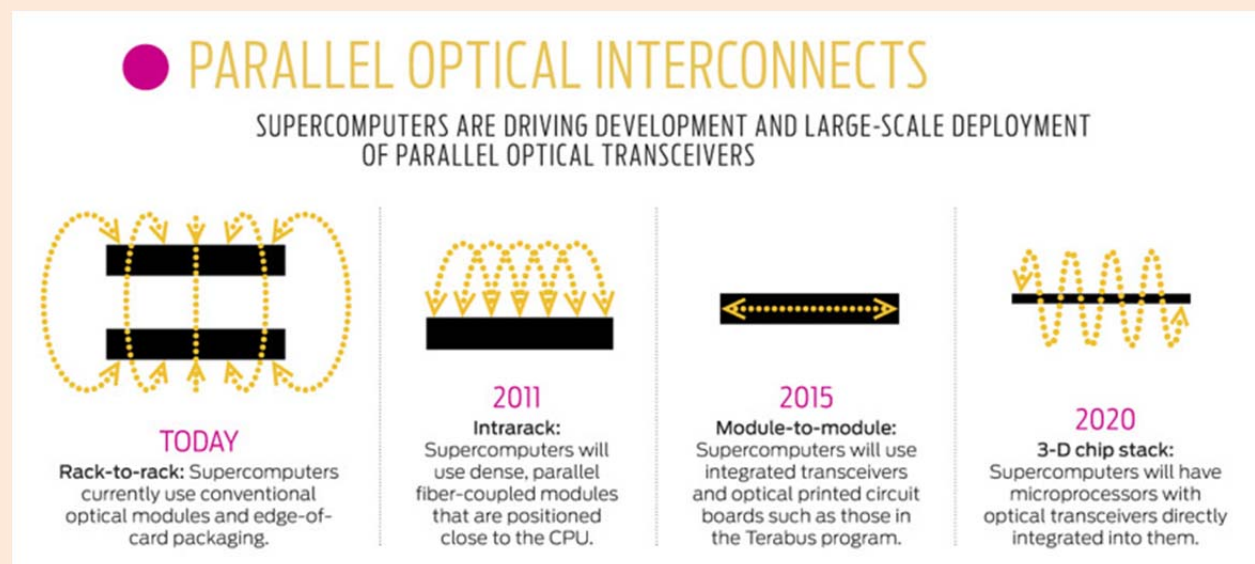 PARALLEL OPTICAL INTERCONNECTS
SUPERCOMPUTERS ARE DRIVING DEVELOPMENT AND LARGE-SCALE DEPLOYMENT
OF PARALLEL OPTICAL TRANSCEIVERS
TODAY
Rack-to-rack: Supercomputers
currently use conventional
optical modules and edge-of-
card packaging.
2011
Intrarack:
Supercomputers will
use dense, parallel
fiber-coupled modules
that are positioned
close to the CPU.
2015
Module-to-module:
Supercomputers will use
integrated transceivers
and optical printed circuit
boards such as those in
the Terabus program.
2020
3-D chip stack:
Supercomputers will have
microprocessors with
optical transceivers directly
integrated into them.